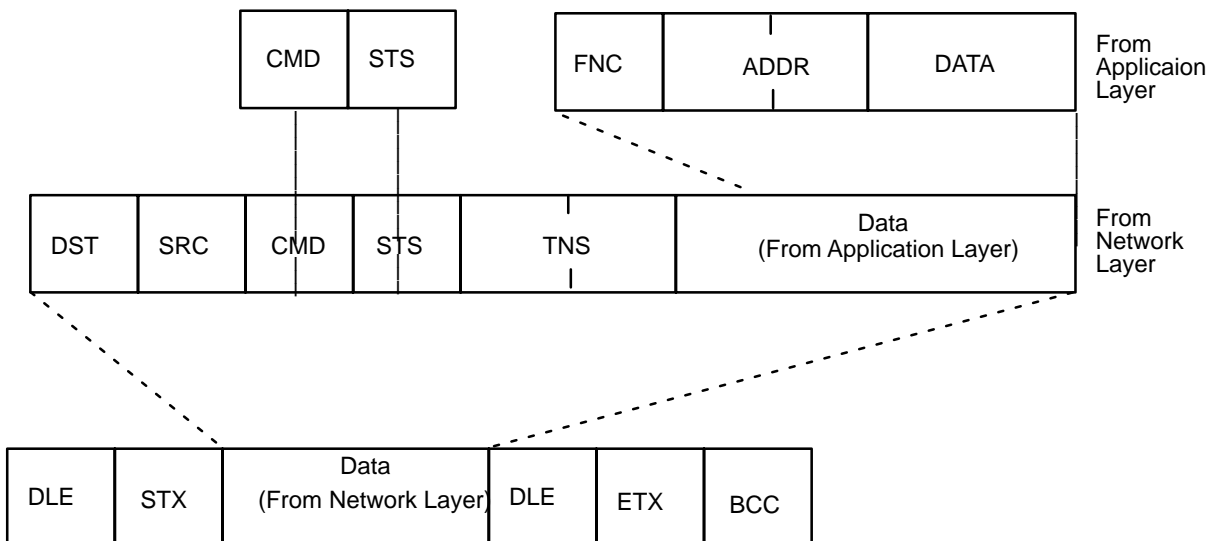 CMD STS FNC ADDR DATA
From
Applicaion
Layer
DST SRC CMD STS TNS
Data
(From Application Layer)
From
Network
Layer
DLE STX
Data
(From Network Layer)
DLE ETX BCC